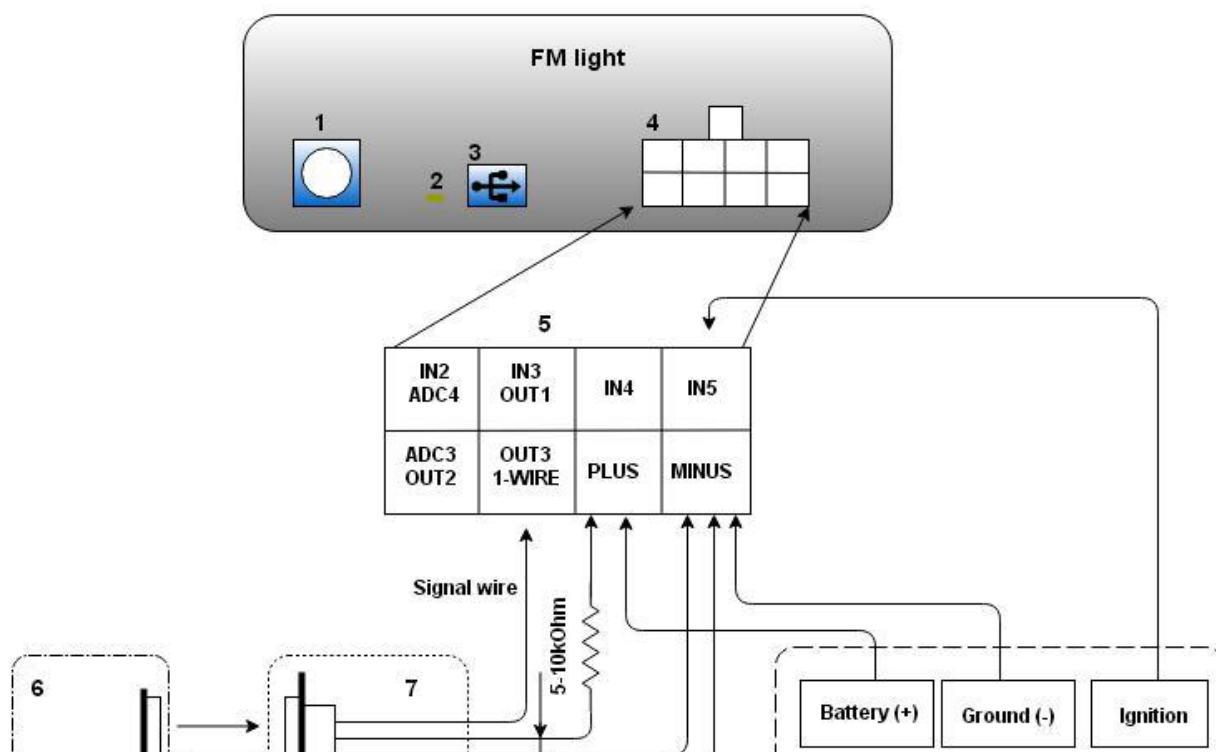 FM light
1
2
3
4
5
IN2
ADC4
IN3
OUT1
IN4
IN5
ADC3
OUT2
OUT3
1-WIRE
PLUS
MINUS
Signal wire
5-10kOhm
6
7
Battery (+)
Ground (-)
Ignition